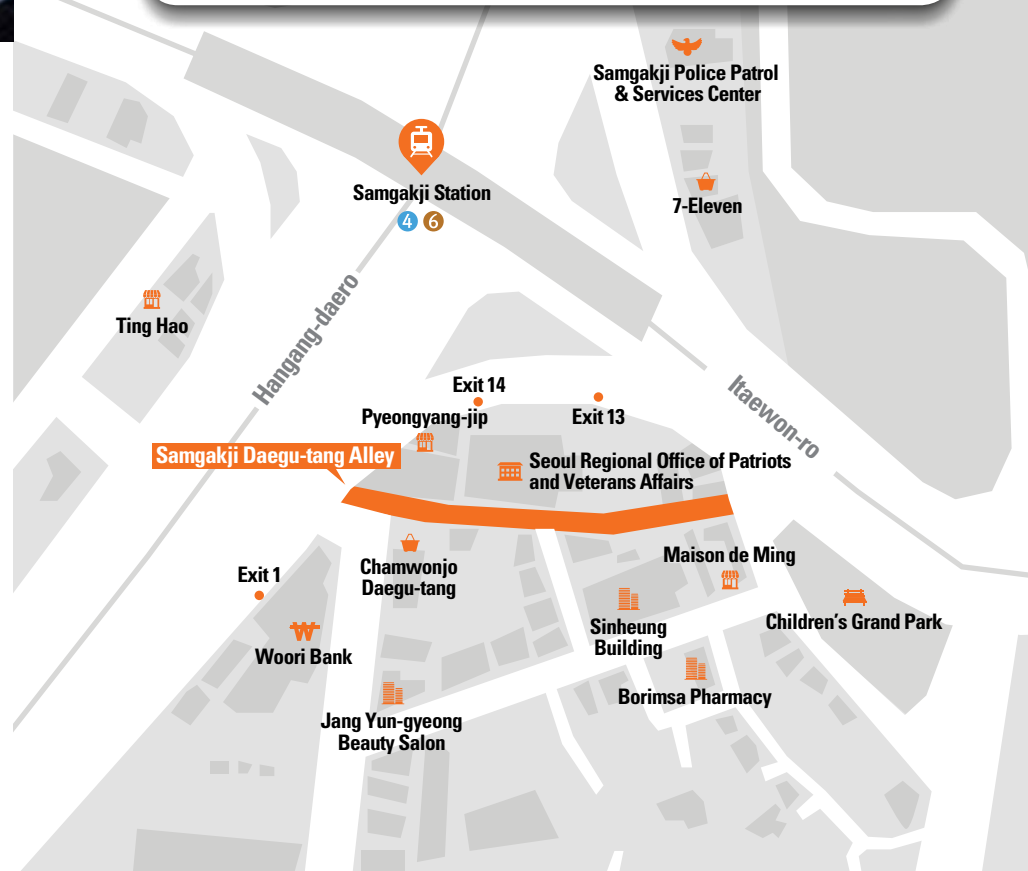 Samgakji Police Patrol
& Services Center
Samgakji Station
4 6
7-Eleven
Ting Hao
Hangang-daero
Itaewon-ro
Exit 14
Pyeongyang-jip
Exit 13
Samgakji Daegu-tang Alley
Seoul Regional Office of Patriots
and Veterans Affairs
Chamwonjo
Daegu-tang
Maison de Ming
Exit 1
Sinheung
Building
Children's Grand Park
Woori Bank
Borimsa Pharmacy
Jang Yun-gyeong
Beauty Salon